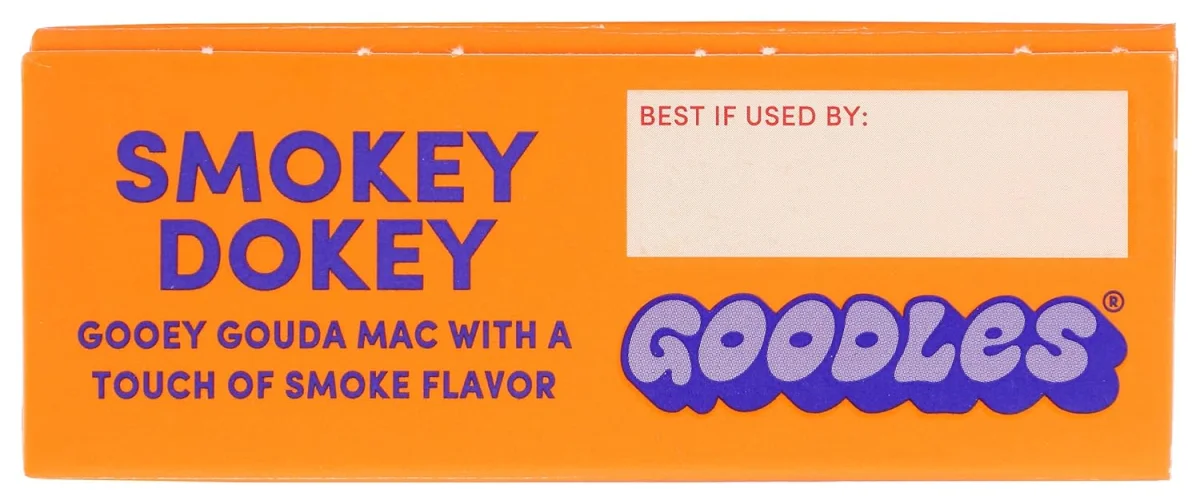 SMOKEY
DOKEY
GOOEY GOUDA MAC WITH A
TOUCH OF SMOKE FLAVOR
BEST IF USED BY:
GOODLES®